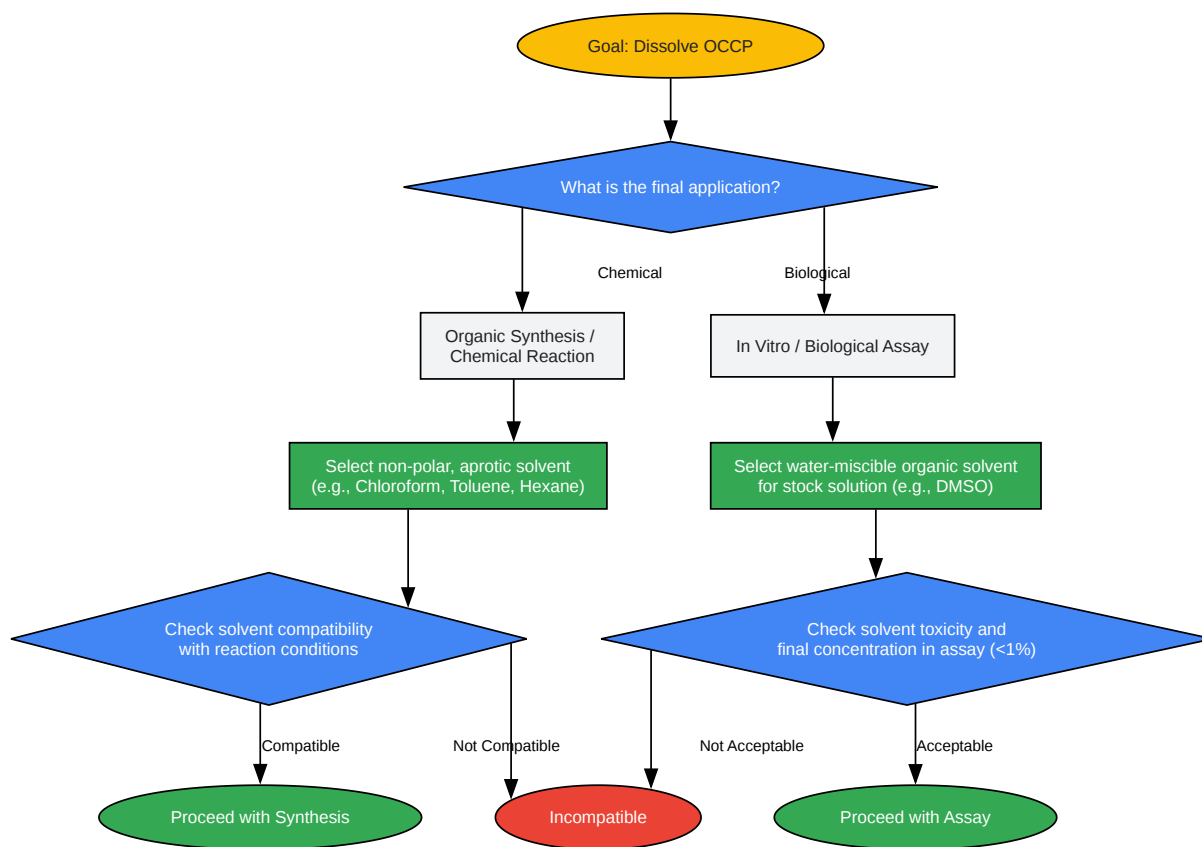 Goal: Dissolve OCCP
What is the final application?
Chemical
Biological
Organic Synthesis /
Chemical Reaction
In Vitro / Biological Assay
Select non-polar, aprotic solvent
(e.g., Chloroform, Toluene, Hexane)
Select water-miscible organic solvent
for stock solution (e.g., DMSO)
Check solvent compatibility
with reaction conditions
Check solvent toxicity and
final concentration in assay (<1%)
Compatible
Not Compatible
Not Acceptable
Acceptable
Proceed with Synthesis
Incompatible
Proceed with Assay